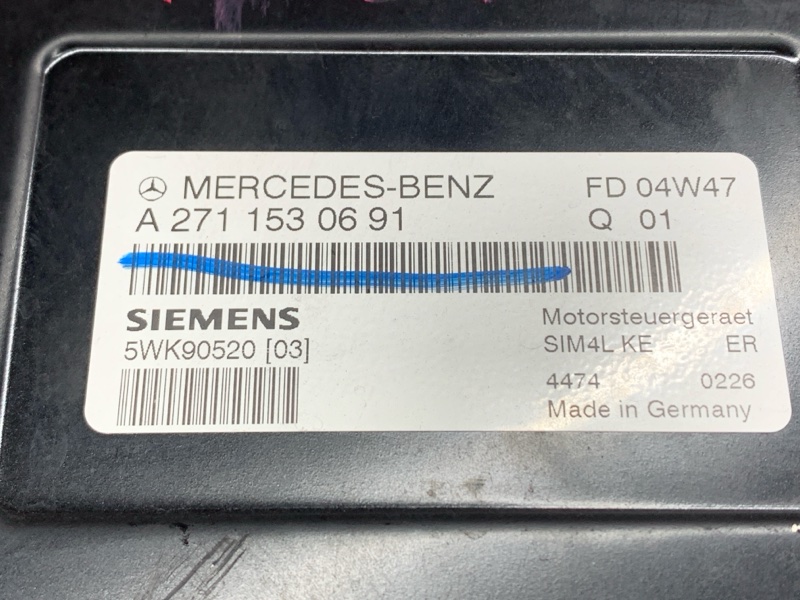 MERCEDES-BENZ FD 04W47
A 271 153 06 91 Q 01
SIEMENS Motorsteuergeraet
5WK90520 [03] SIM4L KE ER
4474 0226
Made in Germany